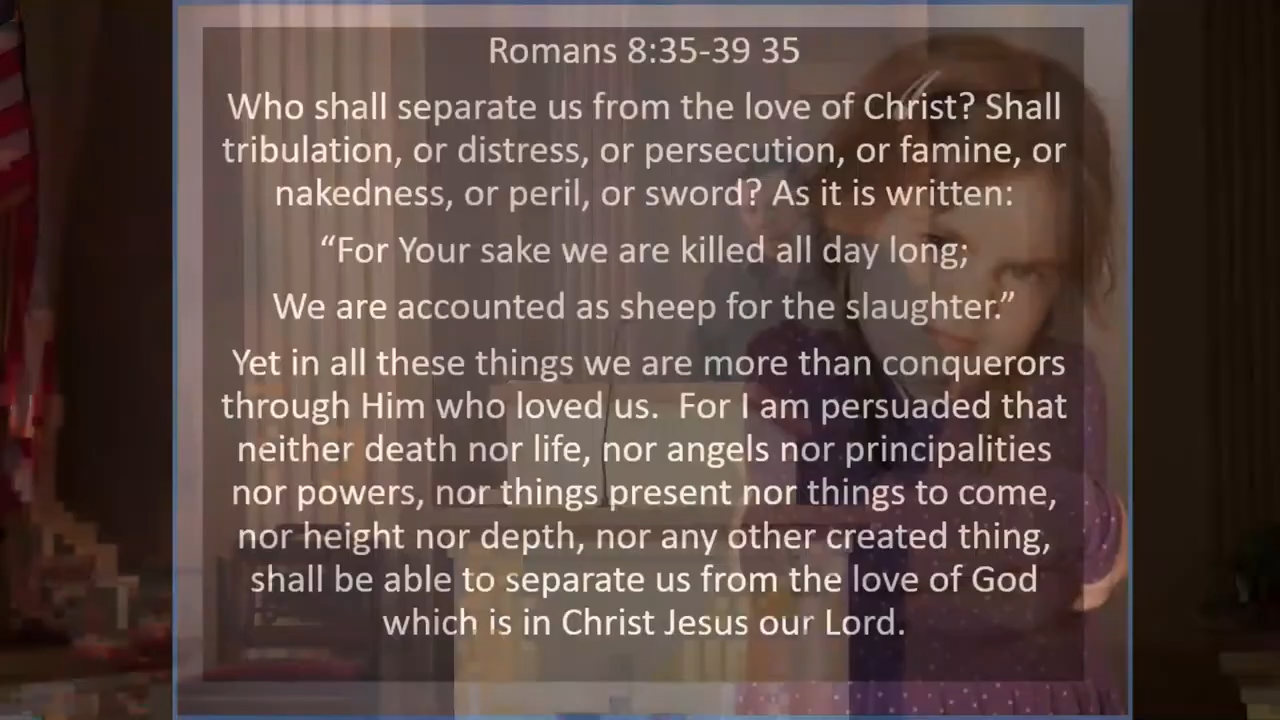 Romans 8:35-39 35
Who shall separate us from the love of Christ? Shall
tribulation, or distress, or persecution, or famine, or
nakedness, or peril, or sword? As it is written:
“For Your sake we are killed all day long;
We are accounted as sheep for the slaughter.”
Yet in all these things we are more than conquerors
through Him who loved us.  For I am persuaded that
neither death nor life, nor angels nor principalities
nor powers, nor things present nor things to come,
nor height nor depth, nor any other created thing,
shall be able to separate us from the love of God
which is in Christ Jesus our Lord.